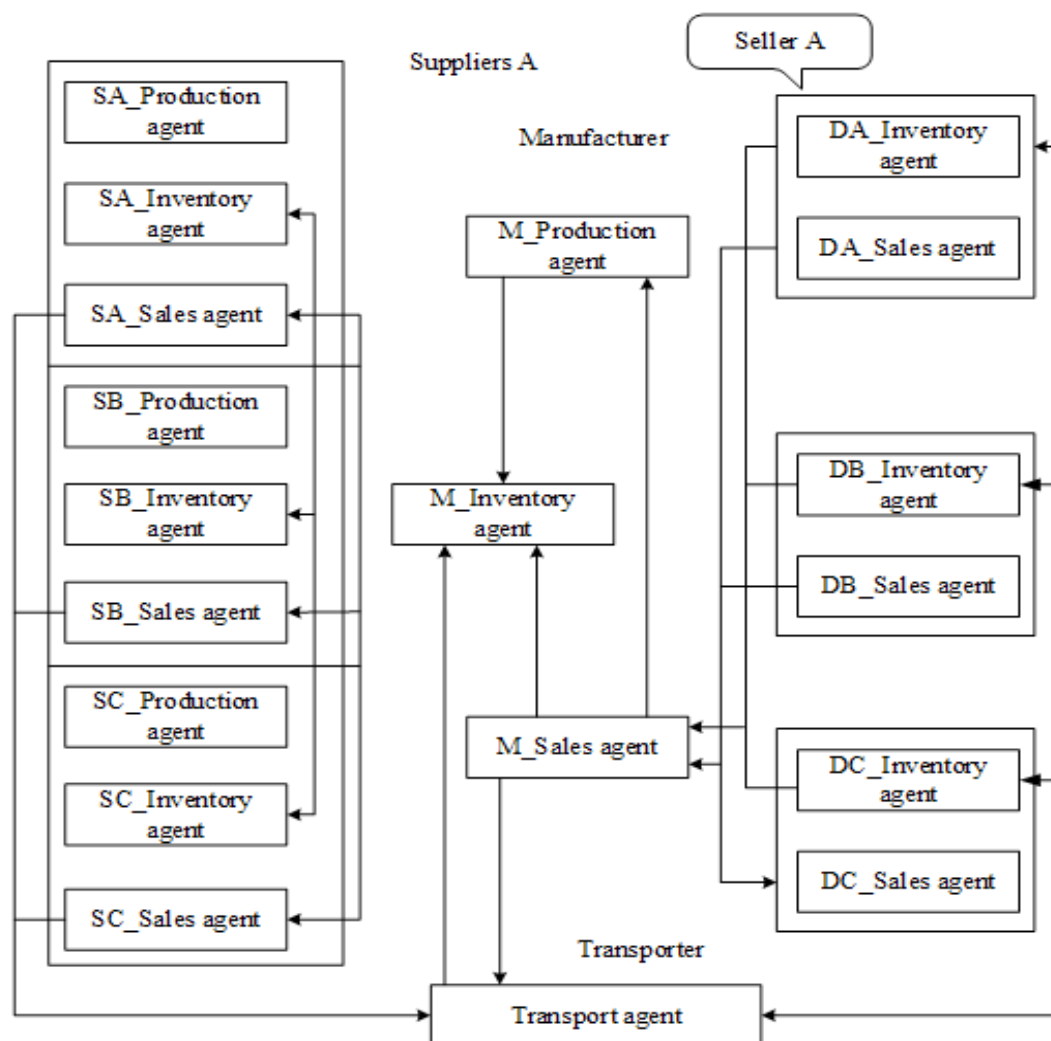 Suppliers A
Seller A
SA_Production
agent
SA_Inventory
agent
SA_Sales agent
SB_Production
agent
SB_Inventory
agent
SB_Sales agent
SC_Production
agent
SC_Inventory
agent
SC_Sales agent
Manufacturer
M_Production
agent
M_Inventory
agent
M_Sales agent
Transporter
Transport agent
DA_Inventory
agent
DA_Sales agent
DB_Inventory
agent
DB_Sales agent
DC_Inventory
agent
DC_Sales agent